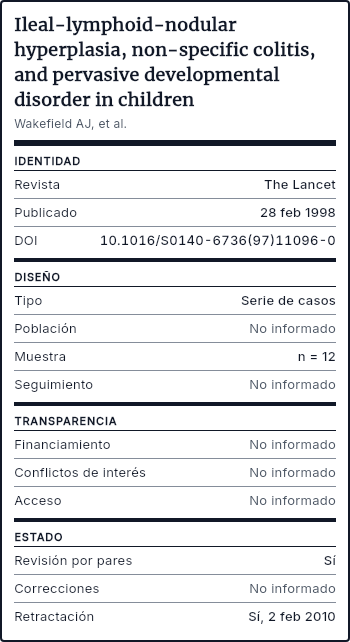 Ileal-lymphoid-nodular
hyperplasia, non-specific colitis,
and pervasive developmental
disorder in children
Wakefield AJ, et al.
IDENTIDAD
Revista The Lancet
Publicado 28 feb 1998
DOI 10.1016/S0140-6736(97)11096-0
DISEÑO
Tipo Serie de casos
Población No informado
Muestra n = 12
Seguimiento No informado
TRANSPARENCIA
Financiamiento No informado
Conflictos de interés No informado
Acceso No informado
ESTADO
Revisión por pares Sí
Correcciones No informado
Retractación Sí, 2 feb 2010